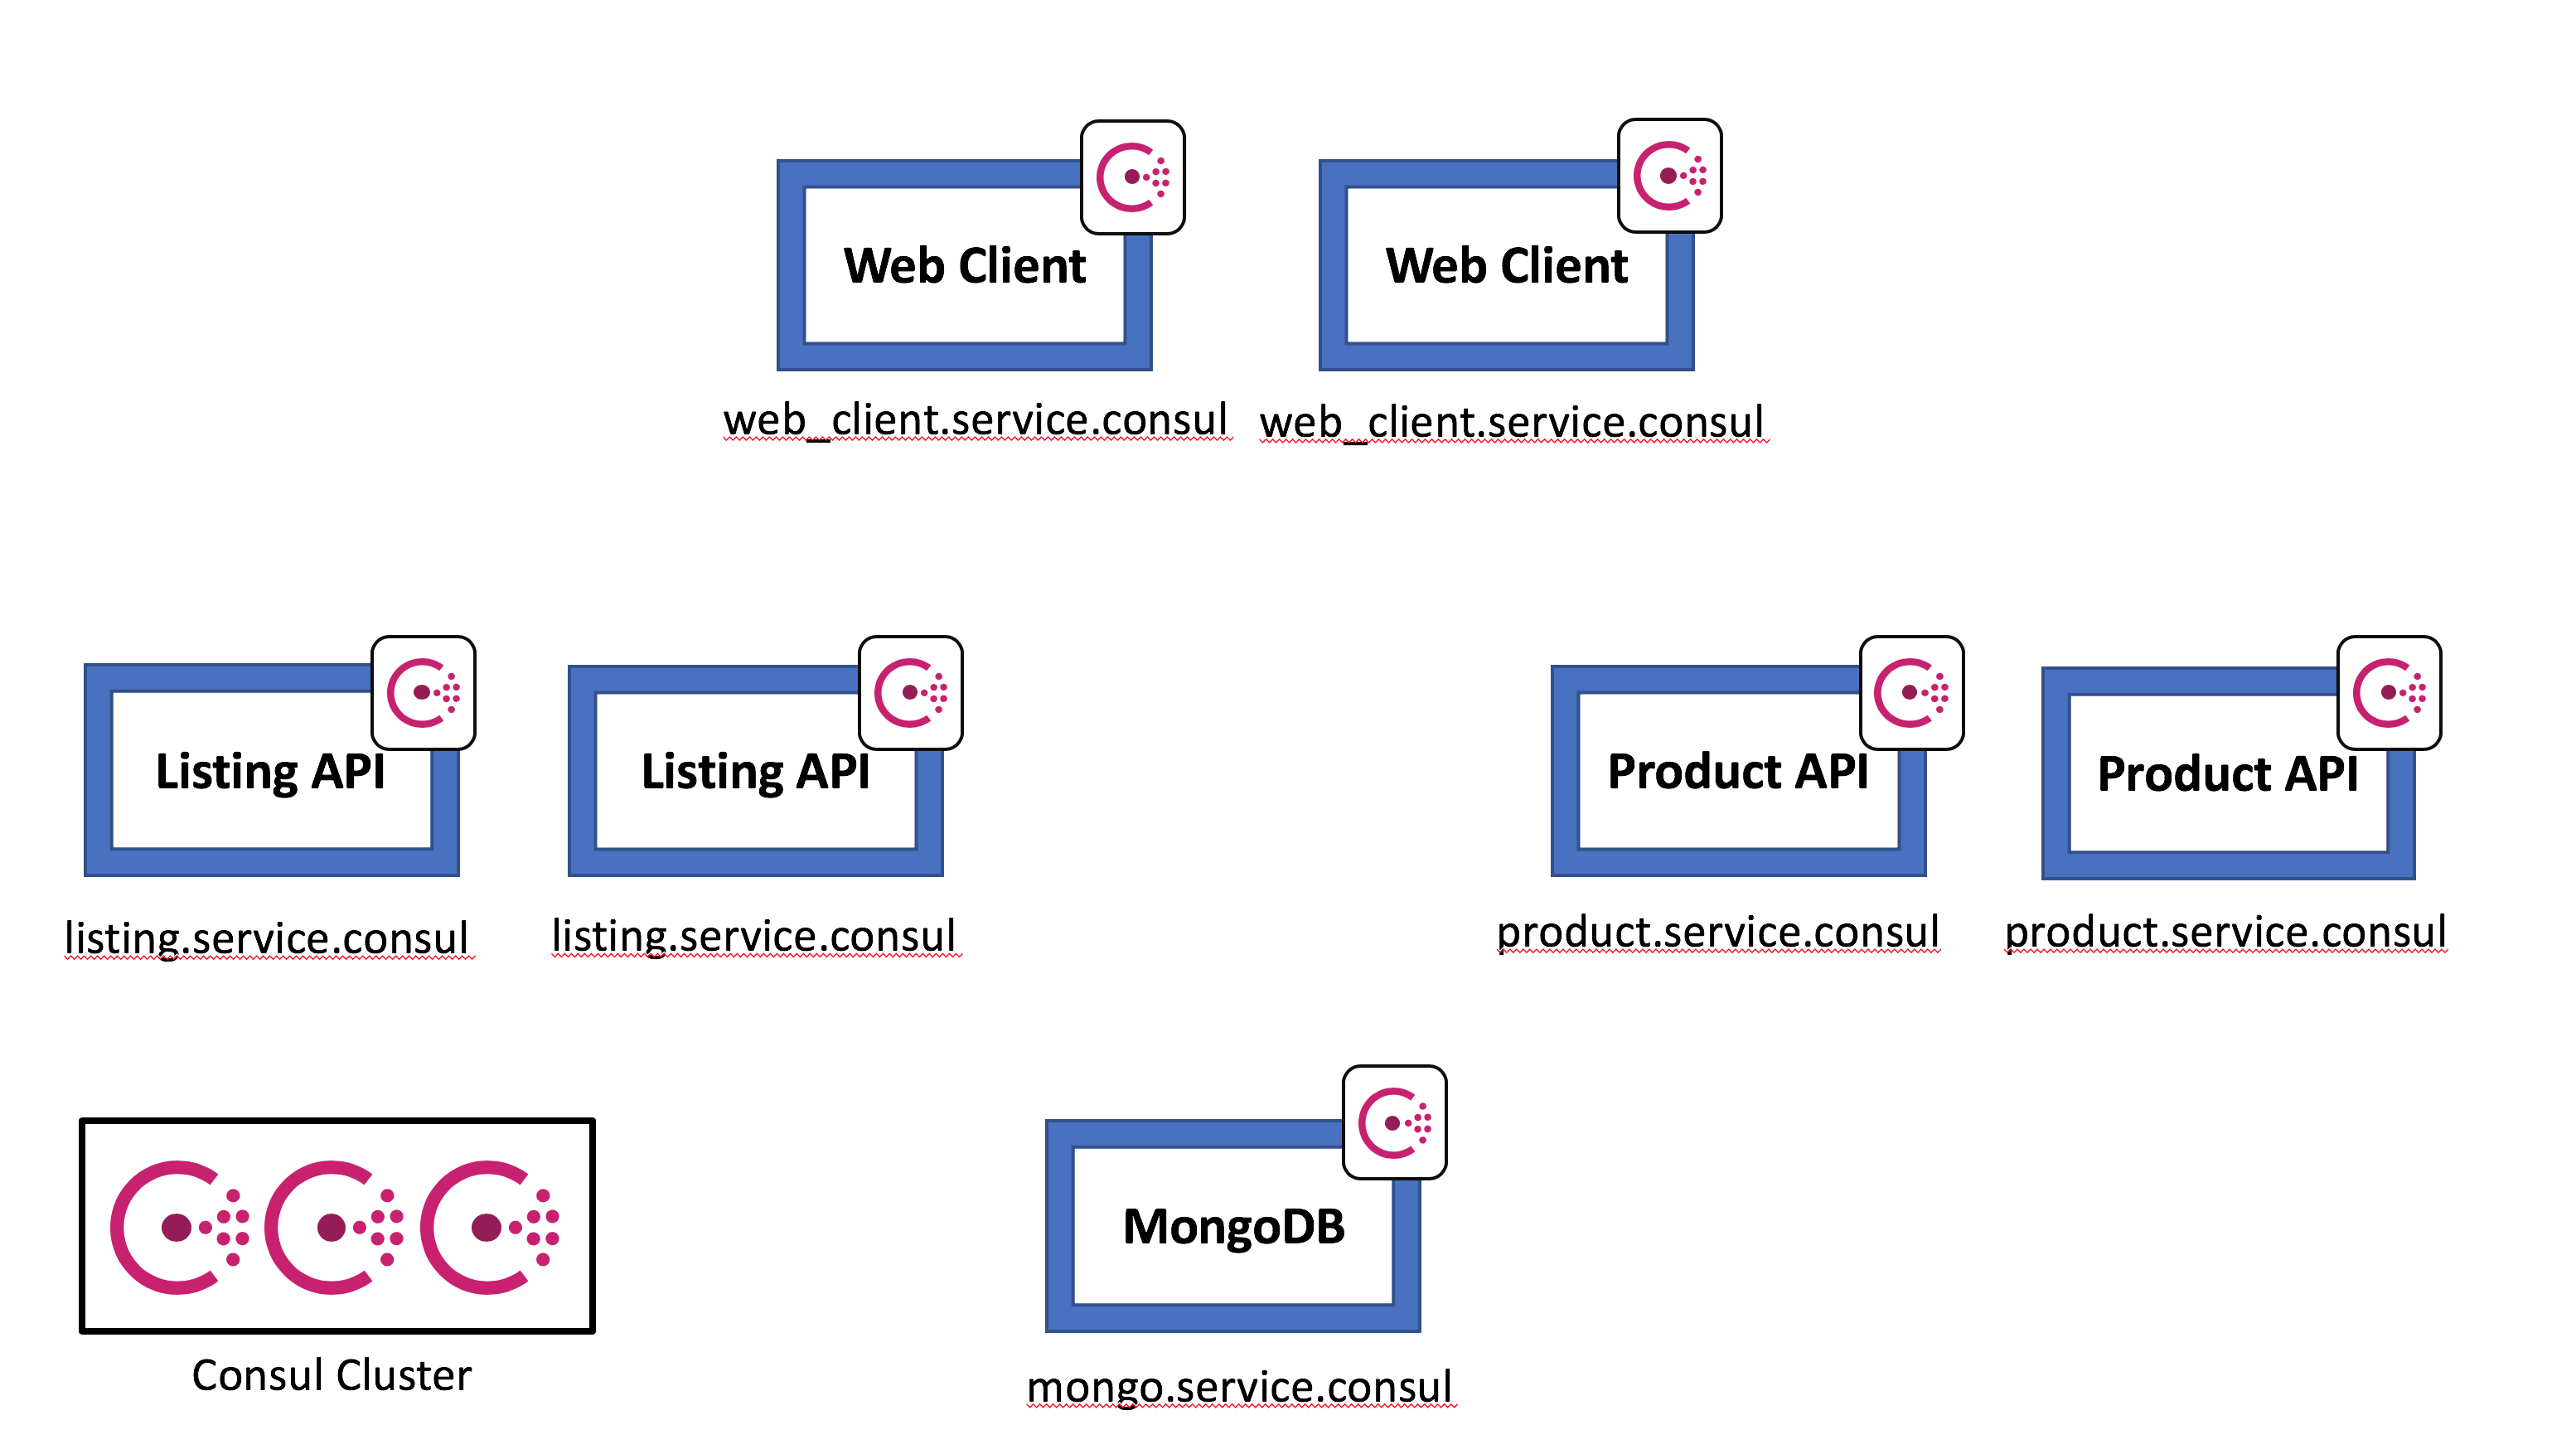 Web Client
Web Client
web_client.service.consul
web_client.service.consul
Listing API
Listing API
Product API
Product API
listing.service.consul
listing.service.consul
product.service.consul
product.service.consul
MongoDB
Consul Cluster
mongo.service.consul